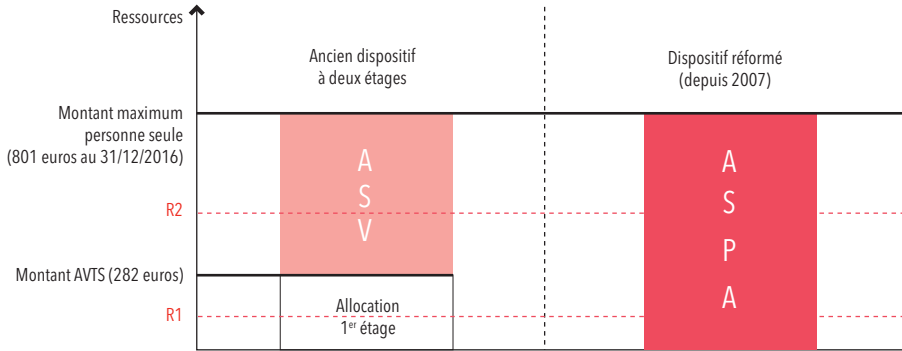 Ressources
Ancien dispositif
à deux étages
Dispositif réformé
(depuis 2007)
Montant maximum
personne seule
(801 euros au 31/12/2016)
A
S
V
A
S
P
A
R2
Montant AVTS (282 euros)
Allocation
1er étage
R1